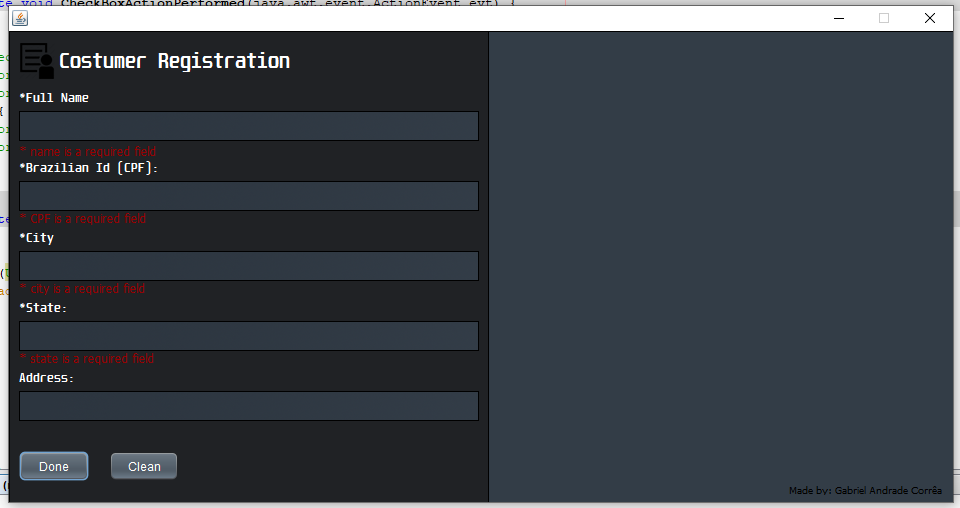 te void CheckBoxActionPerformed(java.awt.event.ActionEvent evt) {
Costumer Registration
*Full Name
* name is a required field
*Brazilian Id (CPF):
* CPF is a required field
*City
* city is a required field
*State:
* state is a required field
Address:
Done
Clean
Made by: Gabriel Andrade Corrêa